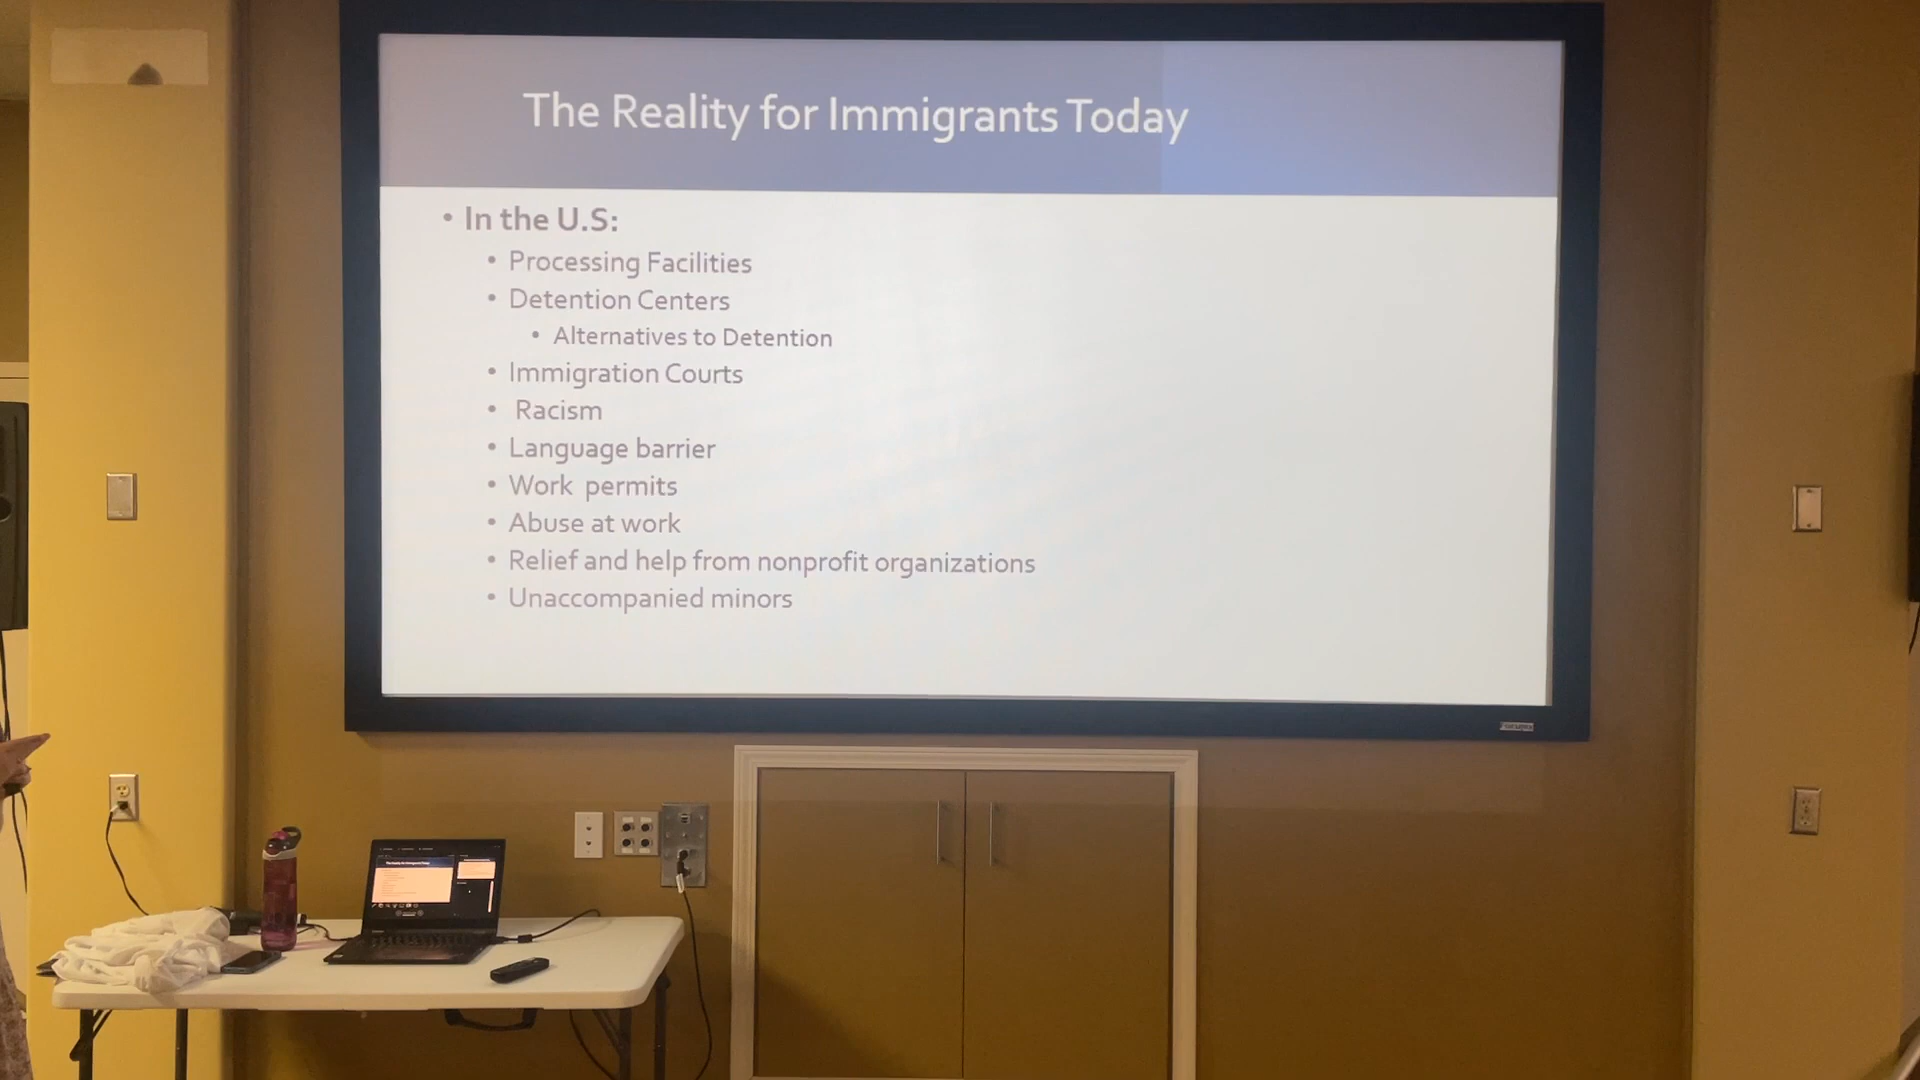 The Reality for Immigrants Today
• In the U.S:
• Processing Facilities
• Detention Centers
• Alternatives to Detention
• Immigration Courts
• Racism
• Language barrier
• Work permits
• Abuse at work
• Relief and help from nonprofit organizations
• Unaccompanied minors